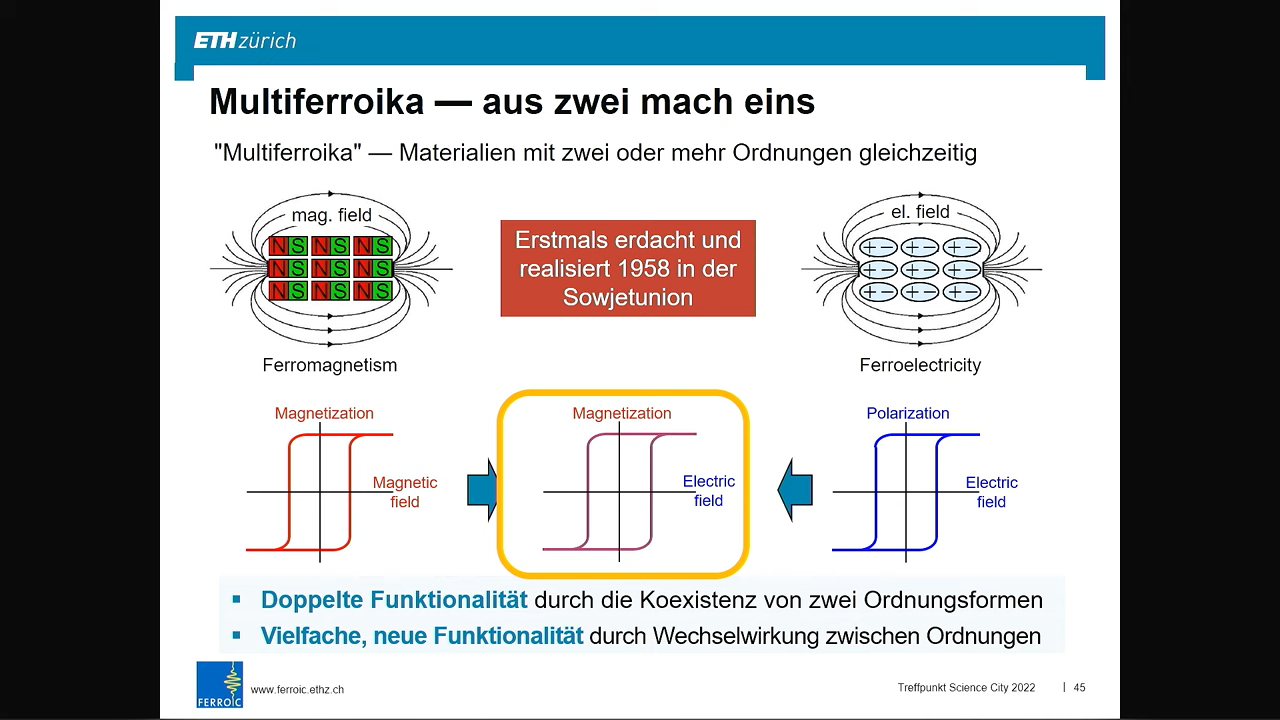 ETH zürich
Multiferroika — aus zwei mach eins
"Multiferroika" — Materialien mit zwei oder mehr Ordnungen gleichzeitig
mag. field
N S N S N S
N S N S N S
N S N S N S
Ferromagnetism
Erstmals erdacht und
realisiert 1958 in der
Sowjetunion
el. field
+ − + − + −
+ − + − + −
+ − + − + −
Ferroelectricity
Magnetization
Magnetic
field
Magnetization
Electric
field
Polarization
Electric
field
▪ Doppelte Funktionalität durch die Koexistenz von zwei Ordnungsformen
▪ Vielfache, neue Funktionalität durch Wechselwirkung zwischen Ordnungen
FERROIC
www.ferroic.ethz.ch
Treffpunkt Science City 2022 | 45